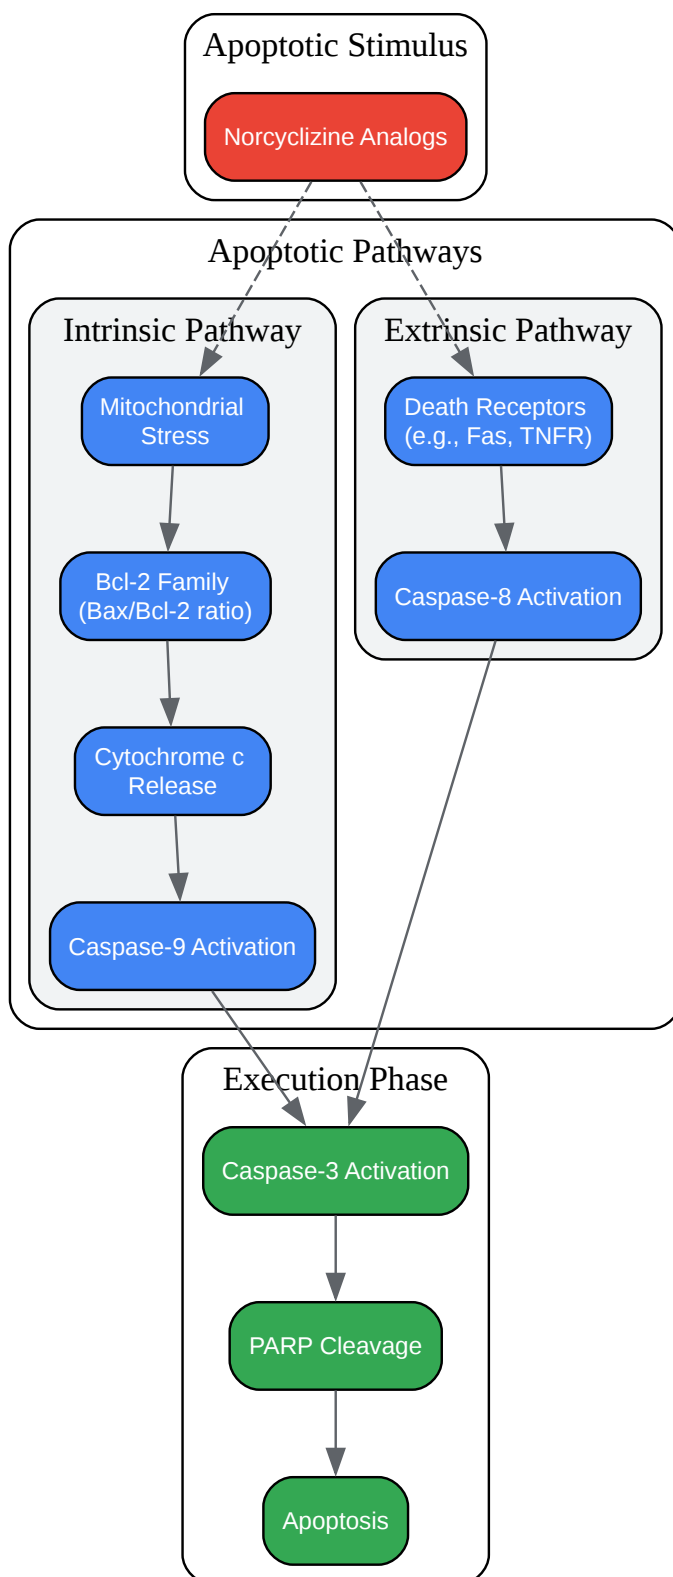 Apoptotic Stimulus
Norcyclizine Analogs
Apoptotic Pathways
Intrinsic Pathway
Mitochondrial
Stress
Bcl-2 Family
(Bax/Bcl-2 ratio)
Cytochrome c
Release
Caspase-9 Activation
Extrinsic Pathway
Death Receptors
(e.g., Fas, TNFR)
Caspase-8 Activation
Execution Phase
Caspase-3 Activation
PARP Cleavage
Apoptosis